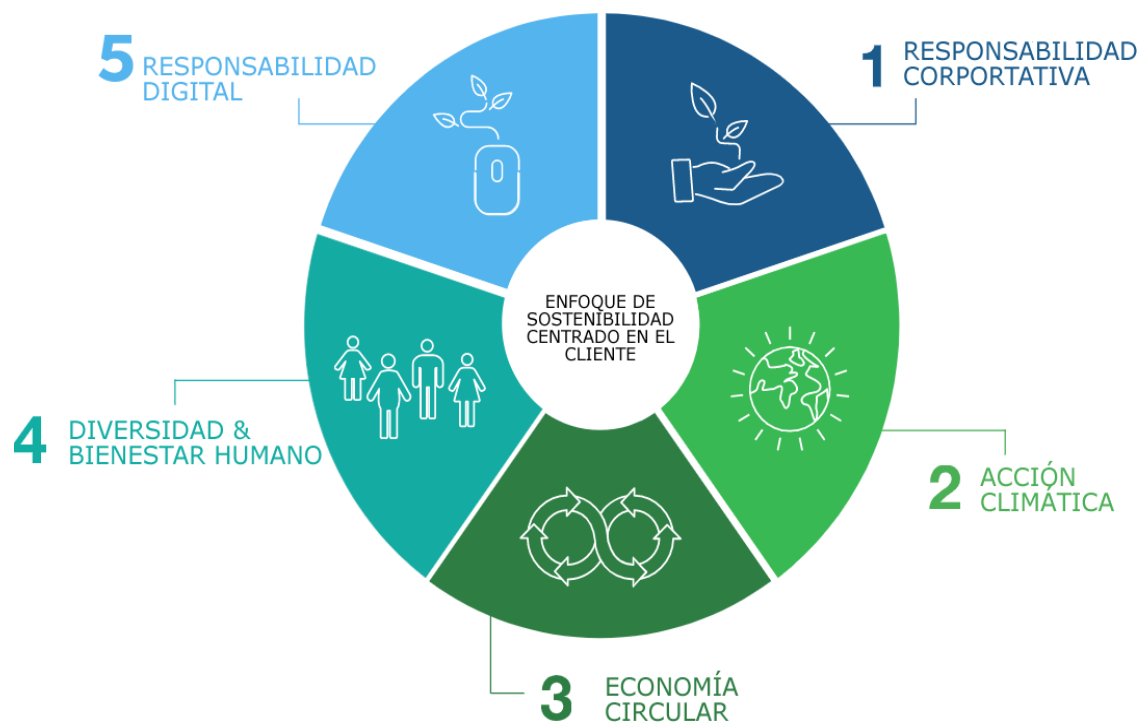 1 RESPONSABILIDAD
CORPORTATIVA
2 ACCIÓN
CLIMÁTICA
3 ECONOMÍA
CIRCULAR
4 DIVERSIDAD &
BIENESTAR HUMANO
5 RESPONSABILIDAD
DIGITAL
ENFOQUE DE
SOSTENIBILIDAD
CENTRADO EN EL
CLIENTE